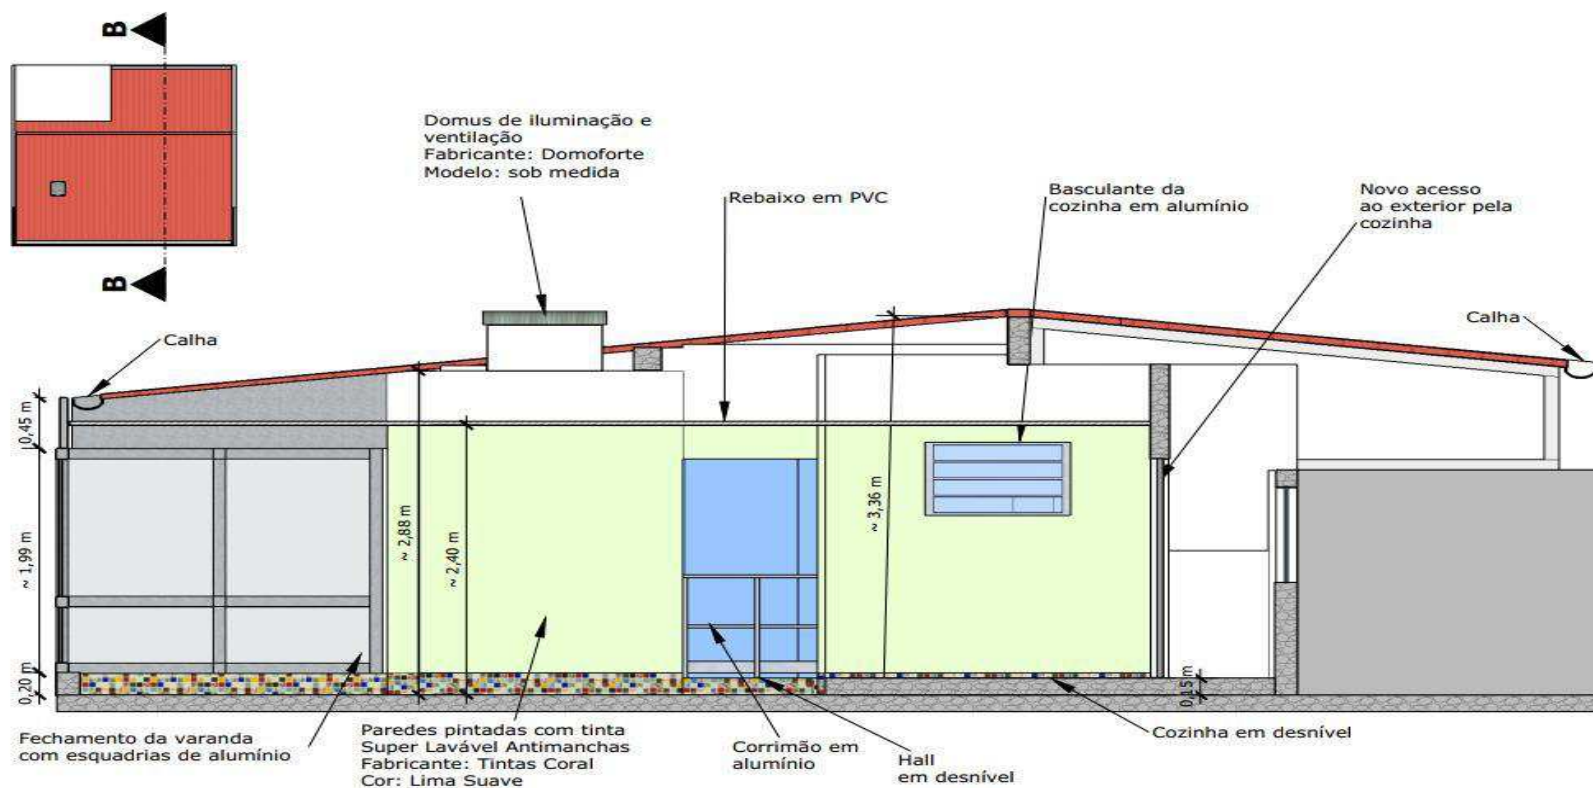 B
B
Domus de iluminação e
ventilação
Fabricante: Domoforte
Modelo: sob medida
Rebaixo em PVC
Basculante da
cozinha em alumínio
Novo acesso
ao exterior pela
cozinha
Calha
Calha
0,45 m
~ 1,99 m
0,20 m
~ 2,88 m
~ 2,40 m
~ 3,36 m
0,15 m
Fechamento da varanda
com esquadrias de alumínio
Paredes pintadas com tinta
Super Lavável Antimanchas
Fabricante: Tintas Coral
Cor: Lima Suave
Corrimão em
alumínio
Hall
em desnível
Cozinha em desnível